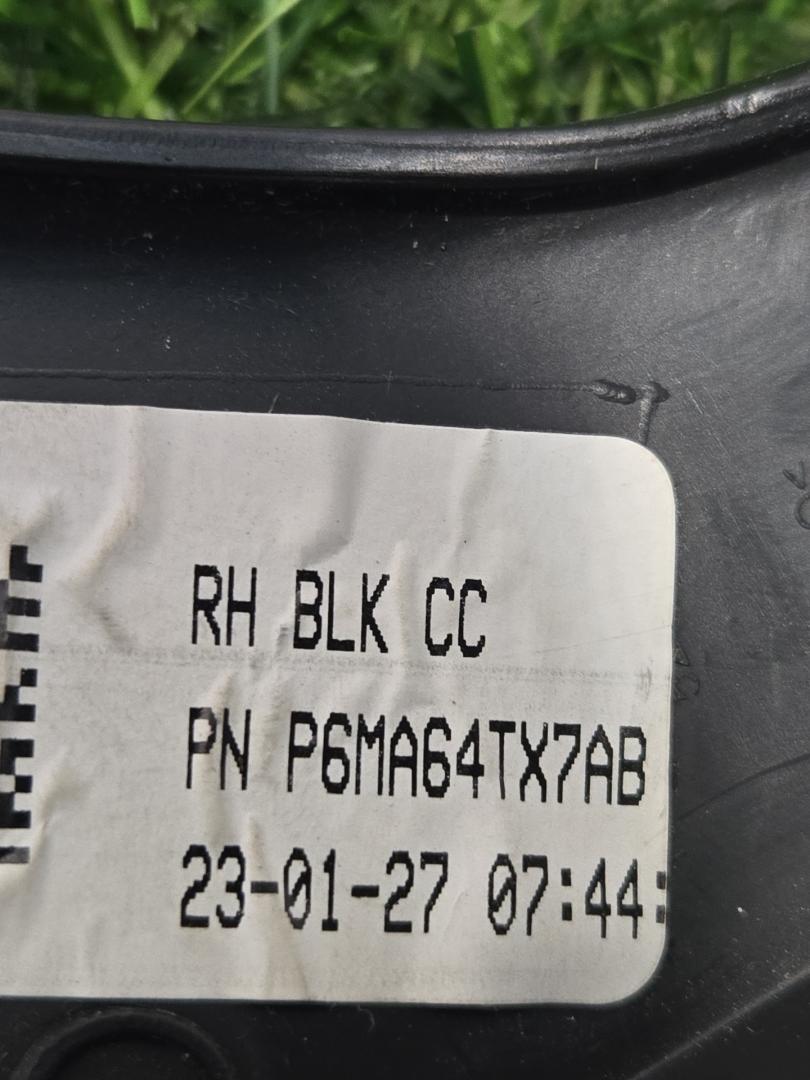 RH BLK CC
PN P6MA64TX7AB
23-01-27 07:44: